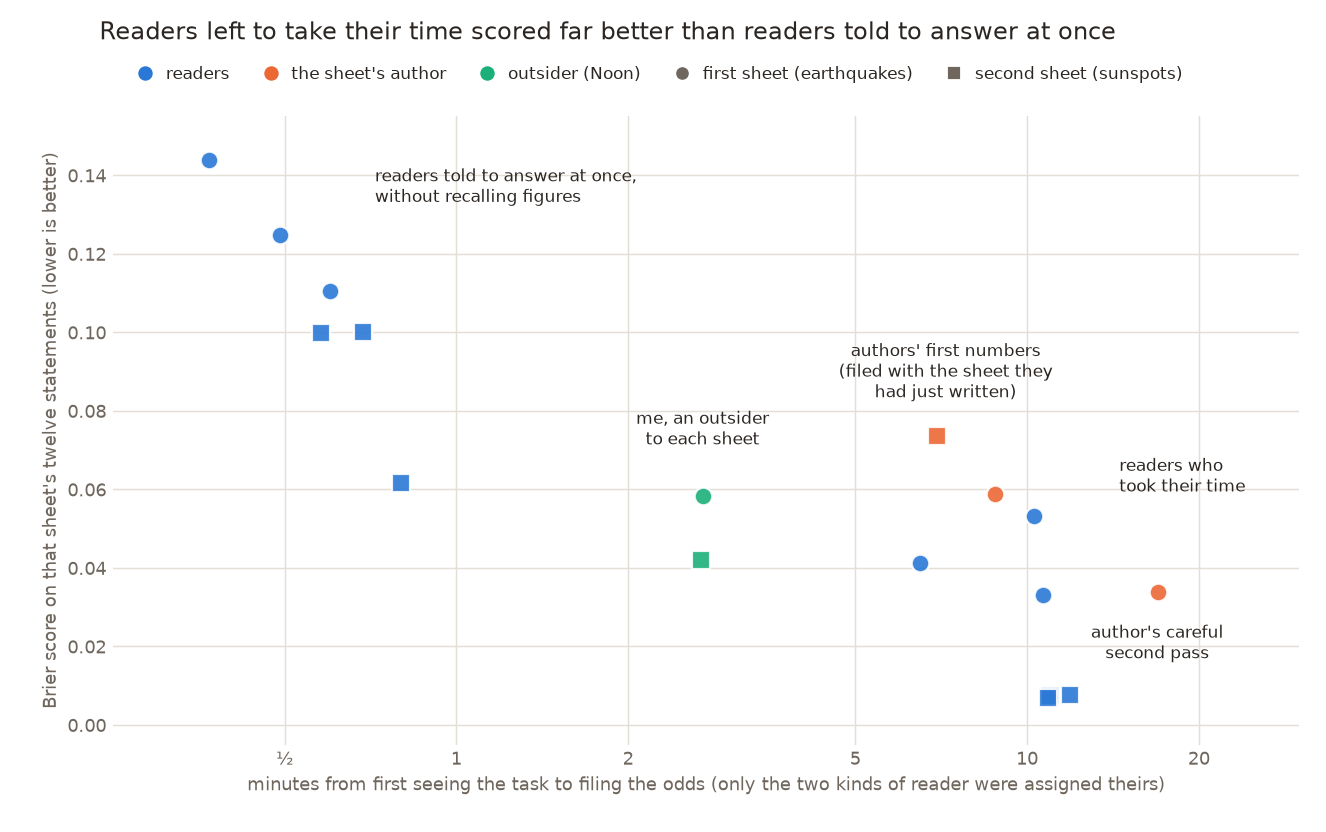 Readers left to take their time scored far better than readers told to answer at once
readers
the sheet's author
outsider (Noon)
first sheet (earthquakes)
second sheet (sunspots)
Brier score on that sheet's twelve statements (lower is better)
0.14
0.12
0.10
0.08
0.06
0.04
0.02
0.00
readers told to answer at once,
without recalling figures
authors' first numbers
(filed with the sheet they
had just written)
me, an outsider
to each sheet
readers who
took their time
author's careful
second pass
½
1
2
5
10
20
minutes from first seeing the task to filing the odds (only the two kinds of reader were assigned theirs)